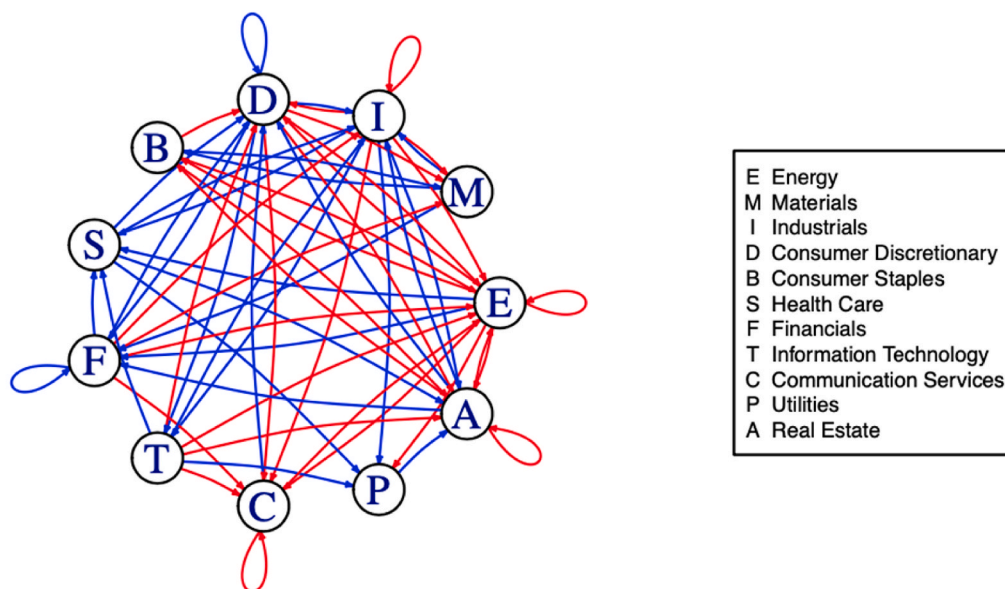 D
I
B
M
S
E
F
A
T
P
C
E Energy
M Materials
I Industrials
D Consumer Discretionary
B Consumer Staples
S Health Care
F Financials
T Information Technology
C Communication Services
P Utilities
A Real Estate